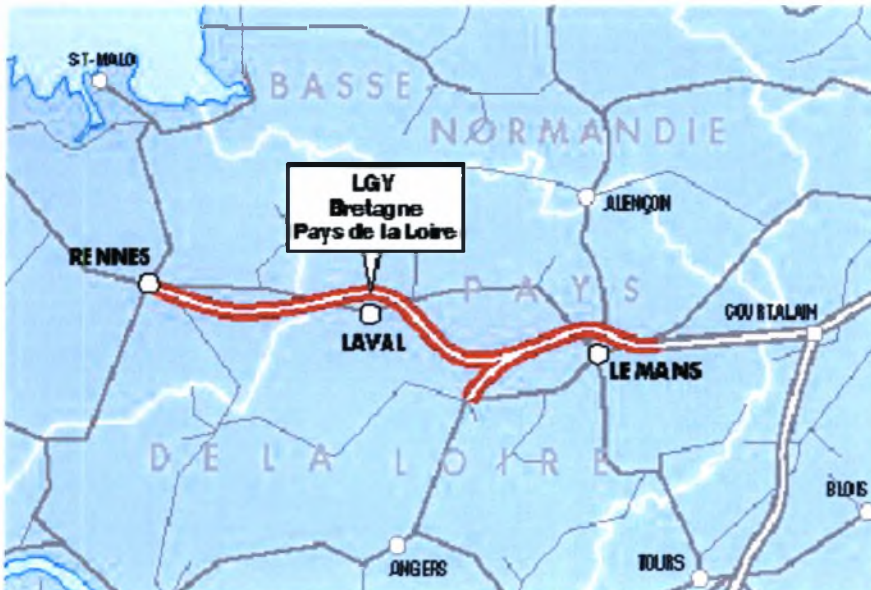 ST-MALO
BASSE
NORMANDIE
LGV
Bretagne
Pays de la Loire
ALENÇON
RENNES
PAYS
COURTALAIN
LAVAL
LE MANS
DE LA LOIRE
BLOIS
ANGERS
TOURS